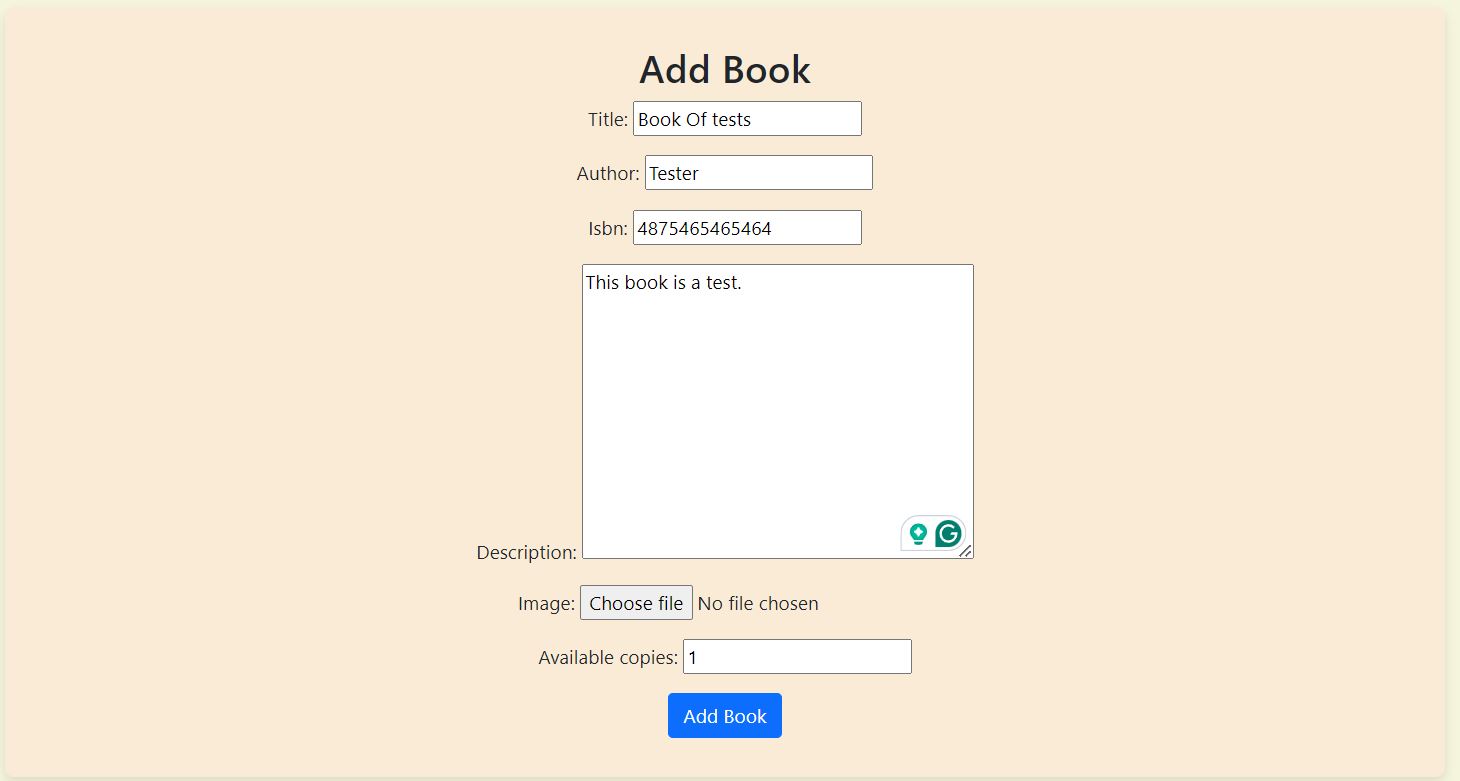 Add Book
Title: Book Of tests
Author: Tester
Isbn: 4875465465464
This book is a test.
Description:
Image: Choose file No file chosen
Available copies: 1
Add Book